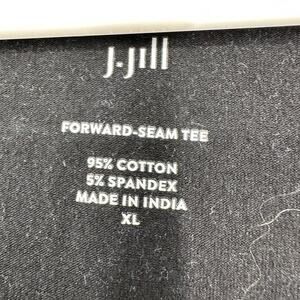 J.Jill
FORWARD-SEAM TEE
95% COTTON
5% SPANDEX
MADE IN INDIA
XL